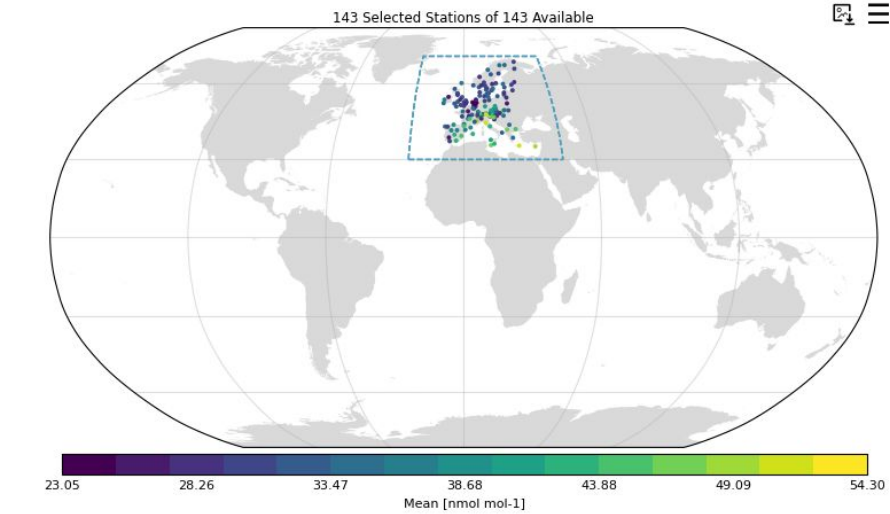 143 Selected Stations of 143 Available
23.05 28.26 33.47 38.68 43.88 49.09 54.30
Mean [nmol mol-1]